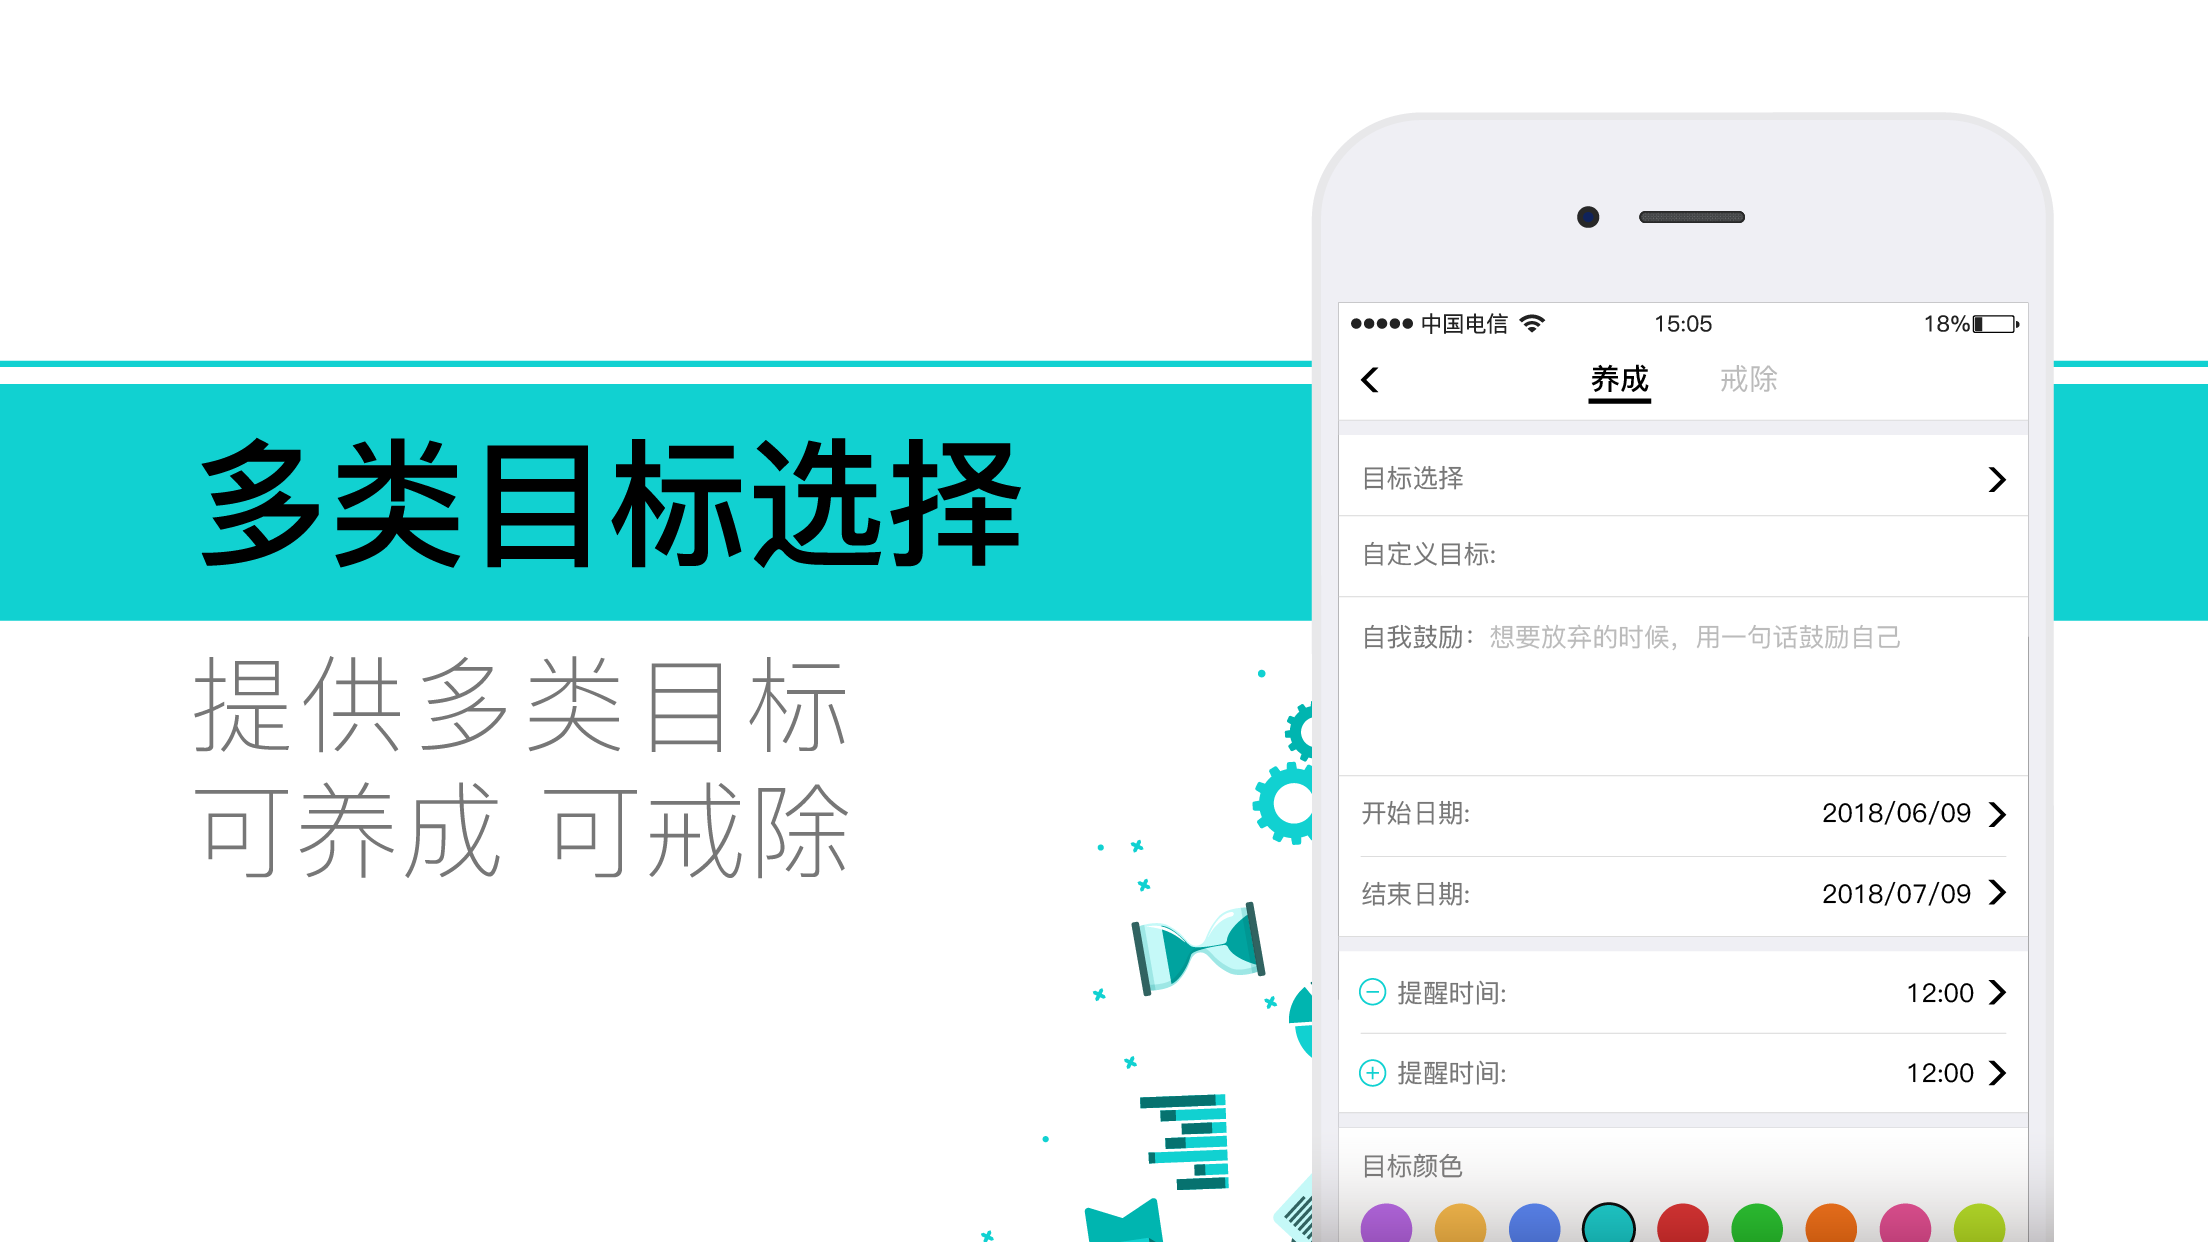 多类目标选择
提供多类目标
可养成 可戒除
中国电信 15:05 18%
养成 戒除
目标选择
自定义目标:
自我鼓励：想要放弃的时候，用一句话鼓励自己
开始日期: 2018/06/09
结束日期: 2018/07/09
提醒时间: 12:00
提醒时间: 12:00
目标颜色